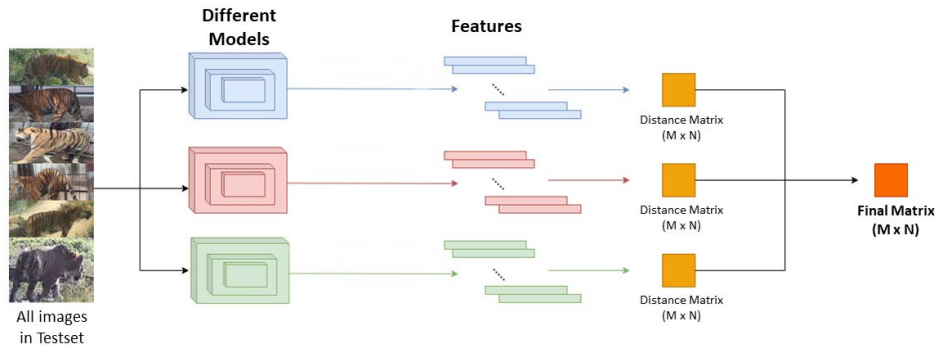 Different
Models
Features
Distance Matrix
(M x N)
Distance Matrix
(M x N)
Distance Matrix
(M x N)
Final Matrix
(M x N)
All images
in Testset